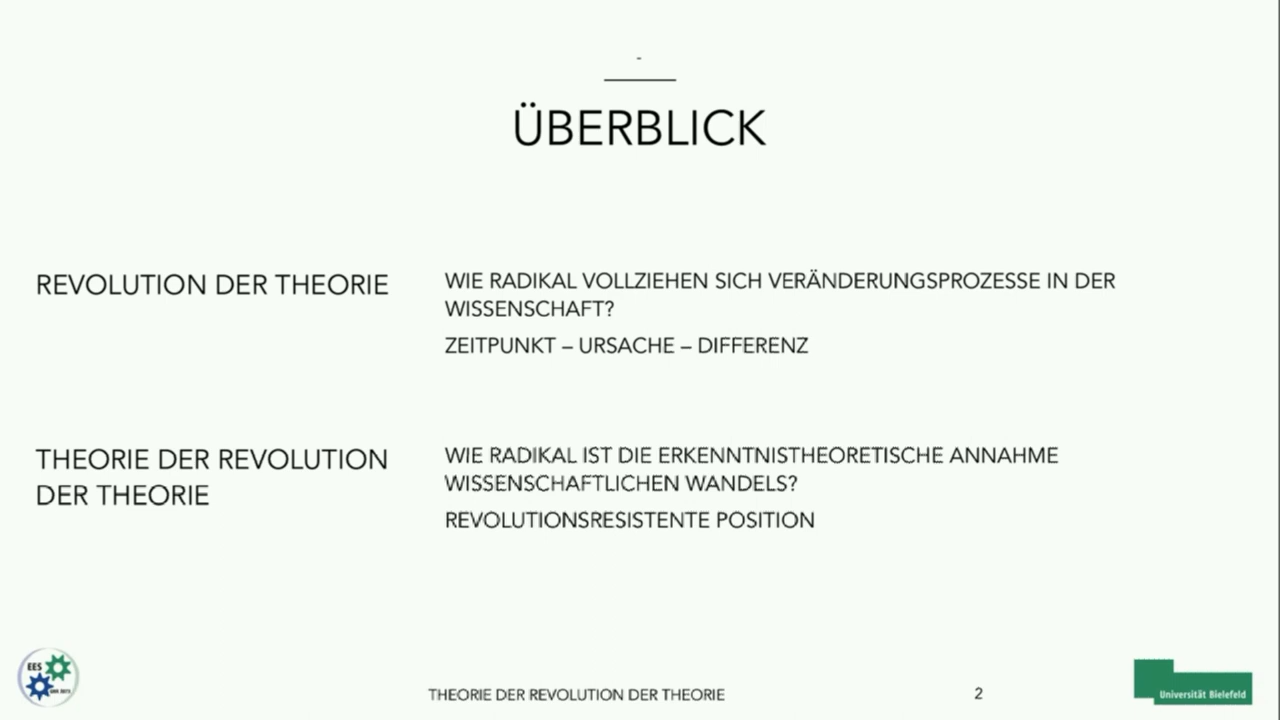 -
ÜBERBLICK
REVOLUTION DER THEORIE
WIE RADIKAL VOLLZIEHEN SICH VERÄNDERUNGSPROZESSE IN DER
WISSENSCHAFT?
ZEITPUNKT – URSACHE – DIFFERENZ
THEORIE DER REVOLUTION
DER THEORIE
WIE RADIKAL IST DIE ERKENNTNISTHEORETISCHE ANNAHME
WISSENSCHAFTLICHEN WANDELS?
REVOLUTIONSRESISTENTE POSITION
EES
THEORIE DER REVOLUTION DER THEORIE
2
Universität Bielefeld